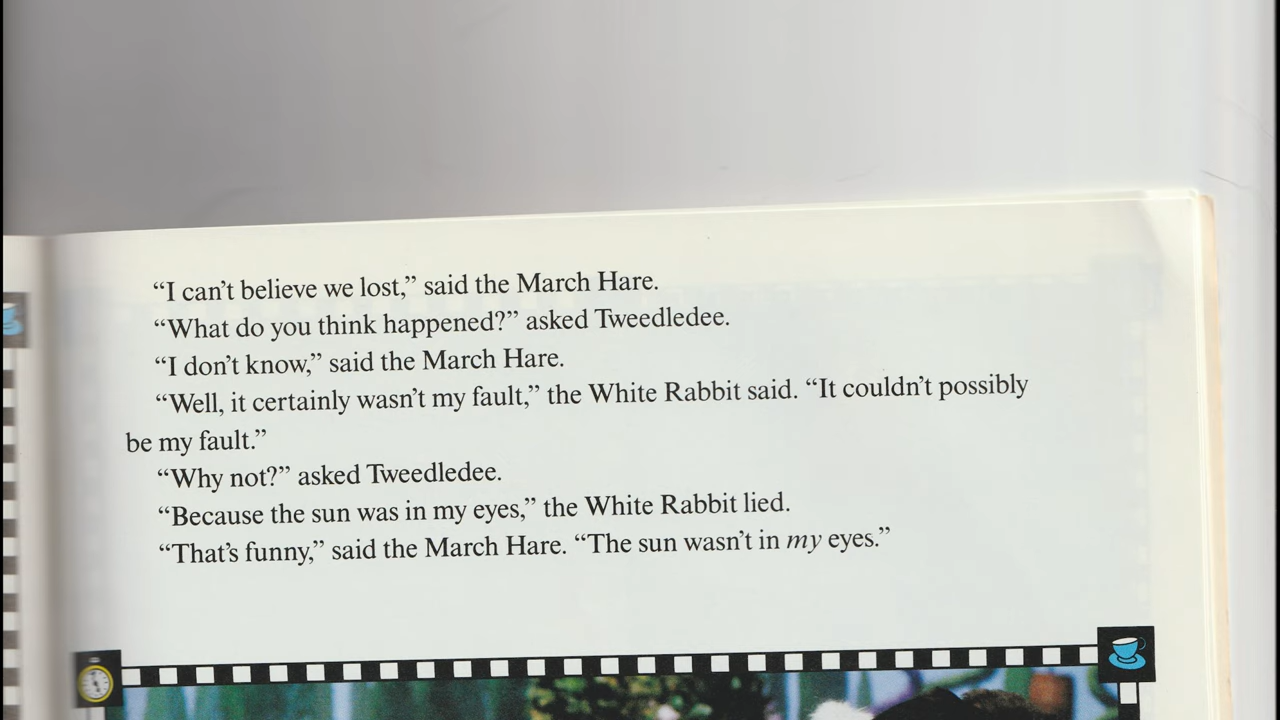 “I can’t believe we lost,” said the March Hare.
“What do you think happened?” asked Tweedledee.
“I don’t know,” said the March Hare.
“Well, it certainly wasn’t my fault,” the White Rabbit said. “It couldn’t possibly
be my fault.”
“Why not?” asked Tweedledee.
“Because the sun was in my eyes,” the White Rabbit lied.
“That’s funny,” said the March Hare. “The sun wasn’t in my eyes.”